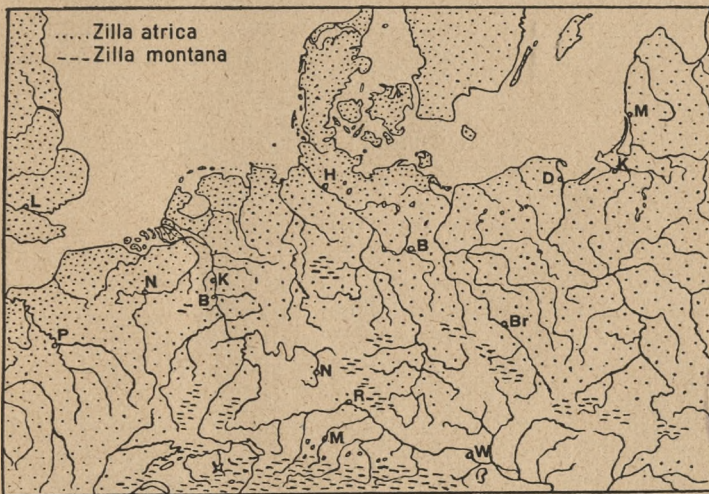 ..... Zilla atrica
--- Zilla montana
M
K
H
D
L
B
N
K
B
Br
P
N
R
M
W